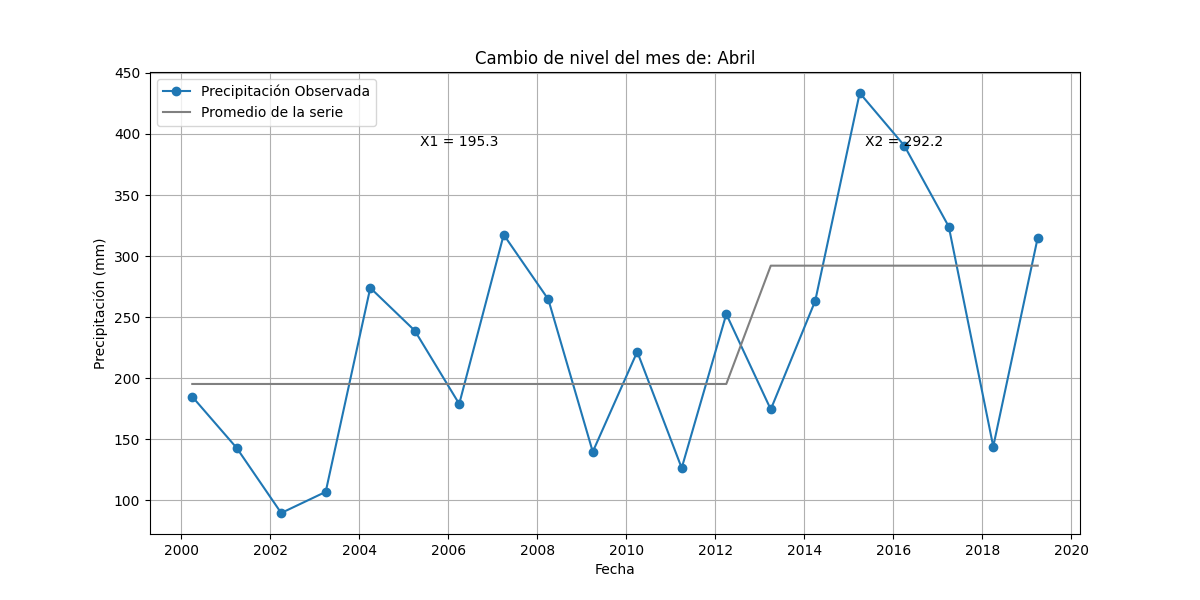 Cambio de nivel del mes de: Abril
Precipitación Observada
Promedio de la serie
X1 = 195.3
X2 = 292.2
Precipitación (mm)
450
400
350
300
250
200
150
100
2000 2002 2004 2006 2008 2010 2012 2014 2016 2018 2020
Fecha